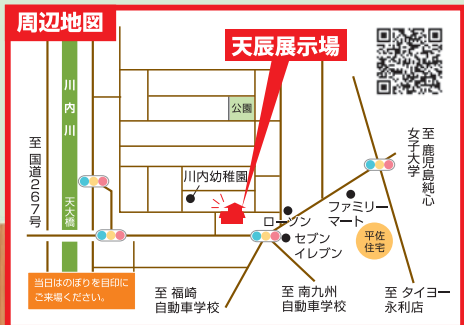 周辺地図
天辰展示場
川内川
公園
至 国道267号
天大橋
川内幼稚園
至 鹿児島純心
女子大学
ローソン
ファミリー
マート
セブン
イレブン
平佐
住宅
当日はのぼりを目印に
ご来場ください。
至 福崎
自動車学校
至 南九州
自動車学校
至 タイヨー
永利店